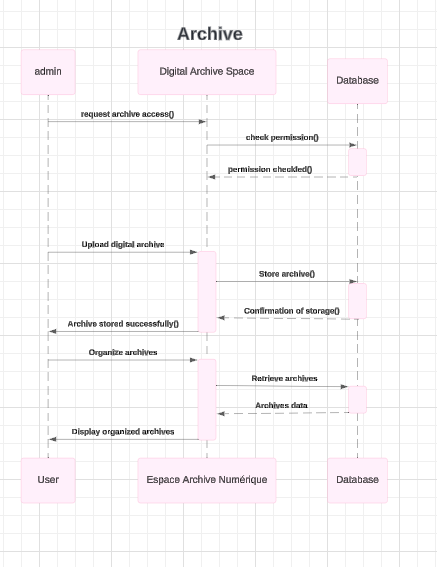 Archive
admin
Digital Archive Space
Database
request archive access()
check permission()
permission checkded()
Upload digital archive
Store archive()
Confirmation of storage()
Archive stored successfully()
Organize archives
Retrieve archives
Archives data
Display organized archives
User
Espace Archive Numérique
Database